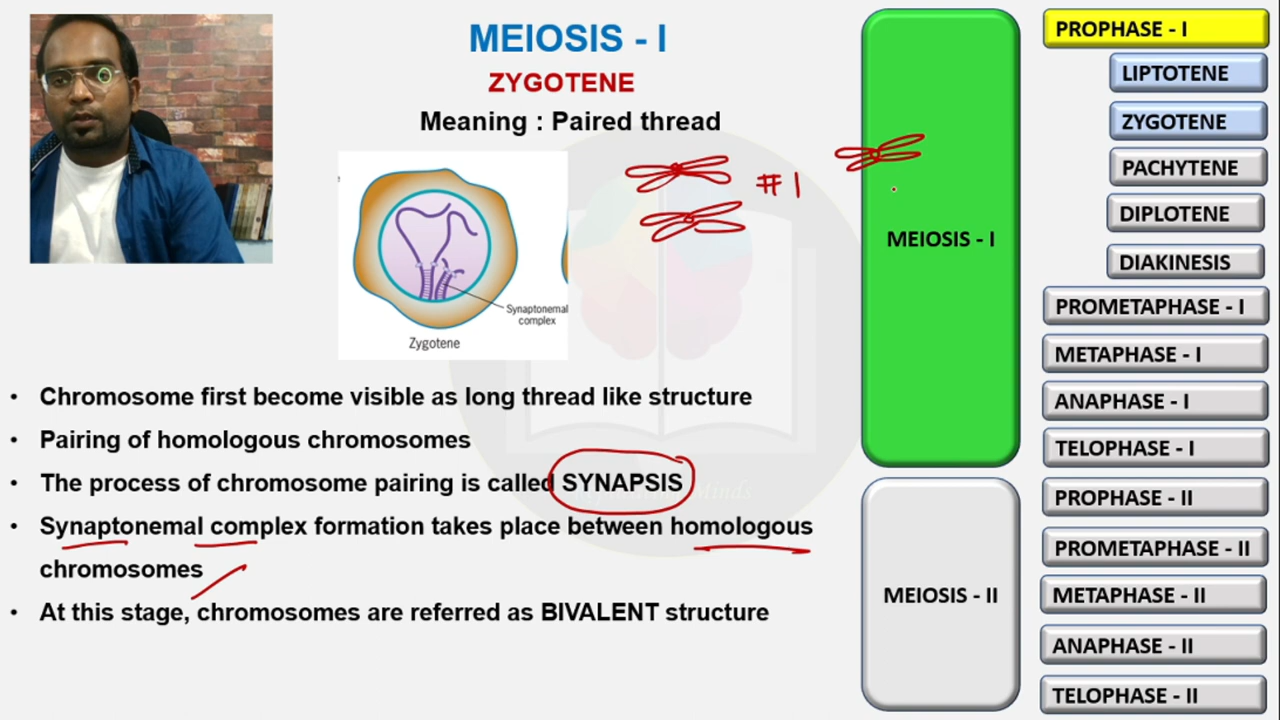 MEIOSIS - I
ZYGOTENE
Meaning : Paired thread
# 1
Synaptonemal
complex
Zygotene
• Chromosome first become visible as long thread like structure
• Pairing of homologous chromosomes
• The process of chromosome pairing is called SYNAPSIS
• Synaptonemal complex formation takes place between homologous
chromosomes
• At this stage, chromosomes are referred as BIVALENT structure
MEIOSIS - I
MEIOSIS - II
PROPHASE - I
LIPTOTENE
ZYGOTENE
PACHYTENE
DIPLOTENE
DIAKINESIS
PROMETAPHASE - I
METAPHASE - I
ANAPHASE - I
TELOPHASE - I
PROPHASE - II
PROMETAPHASE - II
METAPHASE - II
ANAPHASE - II
TELOPHASE - II